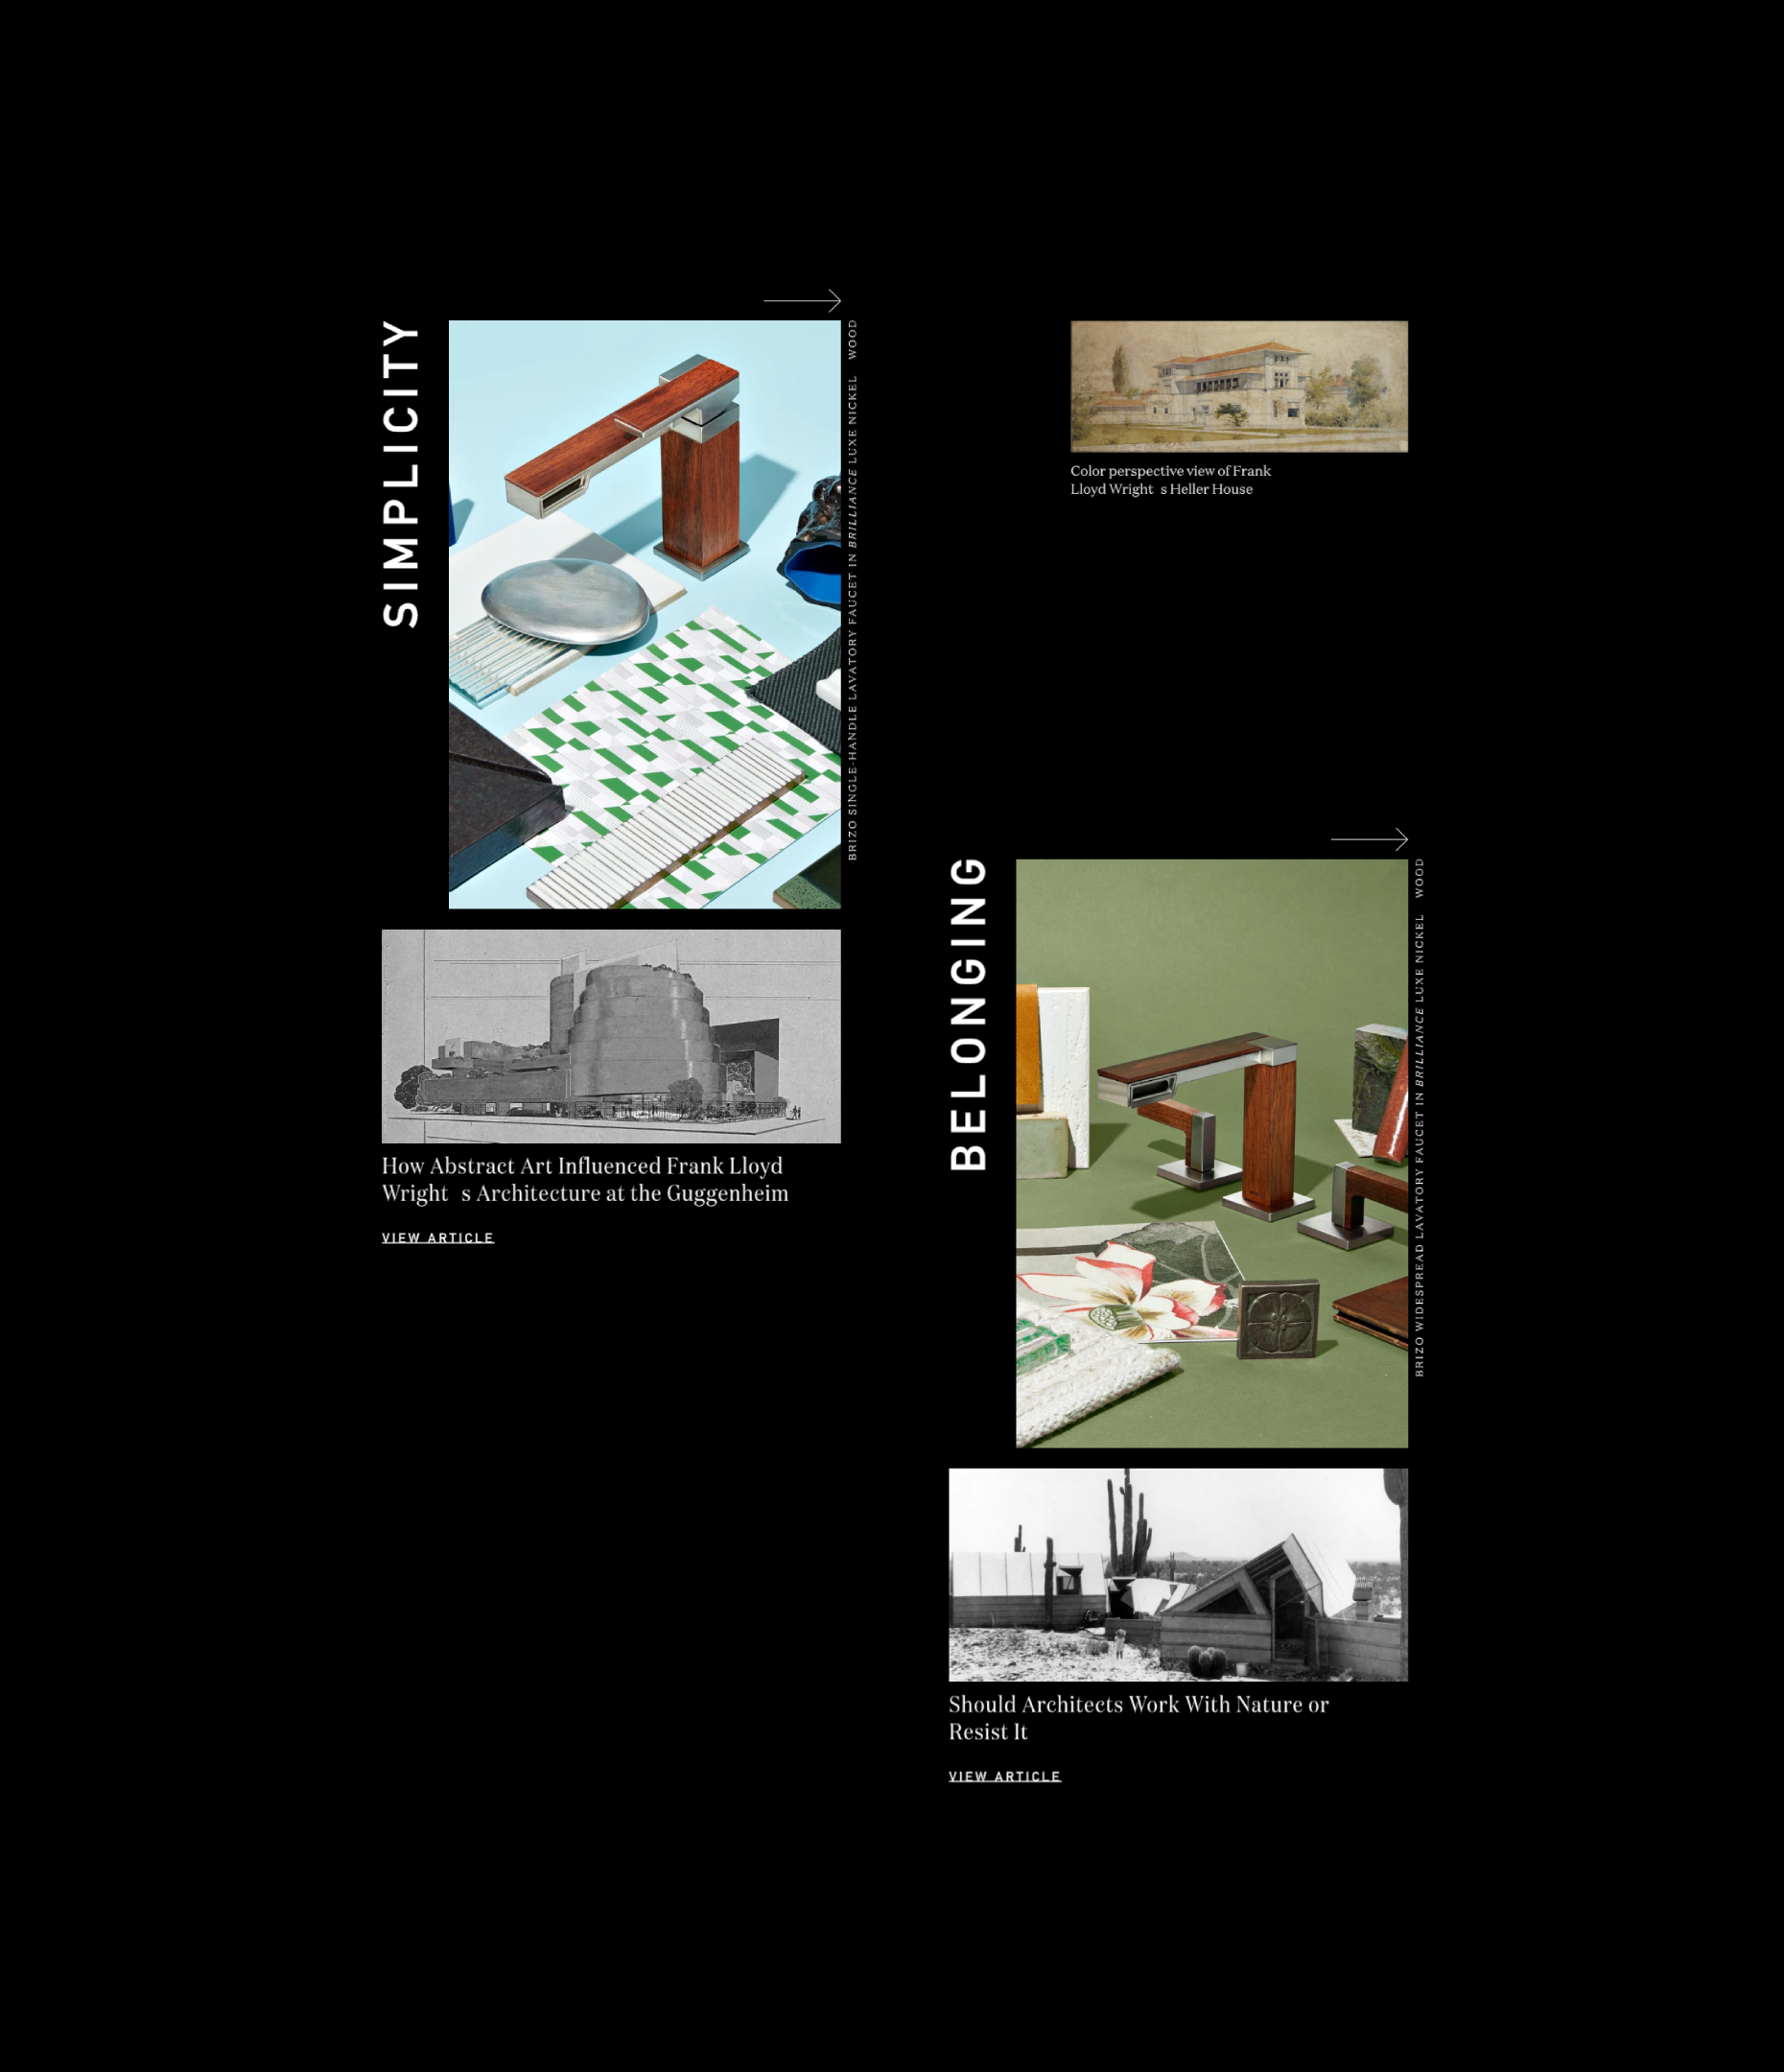 SIMPLICITY
BRIZO SINGLE-HANDLE LAVATORY FAUCET IN BRILLIANCE LUXE NICKEL WOOD
How Abstract Art Influenced Frank Lloyd
Wright s Architecture at the Guggenheim
VIEW ARTICLE
Color perspective view of Frank
Lloyd Wright s Heller House
BELONGING
BRIZO WIDESPREAD LAVATORY FAUCET IN BRILLIANCE LUXE NICKEL WOOD
Should Architects Work With Nature or
Resist It
VIEW ARTICLE